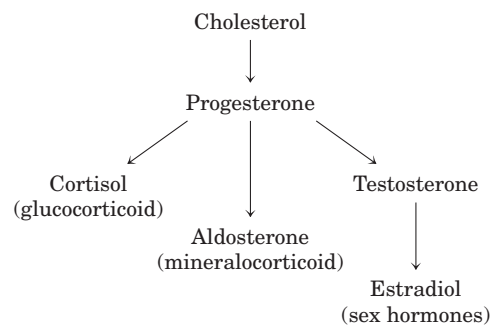 Cholesterol
Progesterone
Cortisol
(glucocorticoid)
Aldosterone
(mineralocorticoid)
Testosterone
Estradiol
(sex hormones)